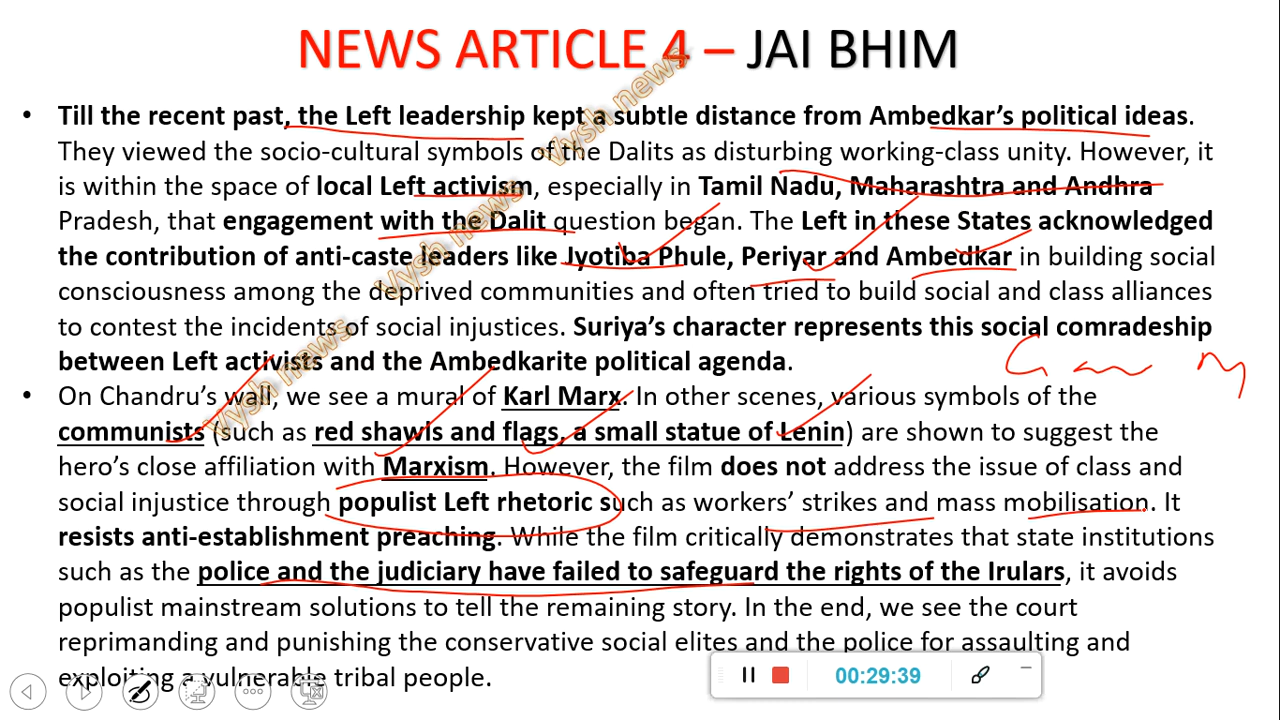 NEWS ARTICLE 4 – JAI BHIM
• Till the recent past, the Left leadership kept a subtle distance from Ambedkar's political ideas.
They viewed the socio-cultural symbols of the Dalits as disturbing working-class unity. However, it
is within the space of local Left activism, especially in Tamil Nadu, Maharashtra and Andhra
Pradesh, that engagement with the Dalit question began. The Left in these States acknowledged
the contribution of anti-caste leaders like Jyotiba Phule, Periyar and Ambedkar in building social
consciousness among the deprived communities and often tried to build social and class alliances
to contest the incidents of social injustices. Suriya's character represents this social comradeship
between Left activists and the Ambedkarite political agenda.
• On Chandru's wall, we see a mural of Karl Marx. In other scenes, various symbols of the
communists (such as red shawls and flags, a small statue of Lenin) are shown to suggest the
hero's close affiliation with Marxism. However, the film does not address the issue of class and
social injustice through populist Left rhetoric such as workers' strikes and mass mobilisation. It
resists anti-establishment preaching. While the film critically demonstrates that state institutions
such as the police and the judiciary have failed to safeguard the rights of the Irulars, it avoids
populist mainstream solutions to tell the remaining story. In the end, we see the court
reprimanding and punishing the conservative social elites and the police for assaulting and
exploiting a vulnerable tribal people.
Vysh news Vysh news Vysh news
00:29:39